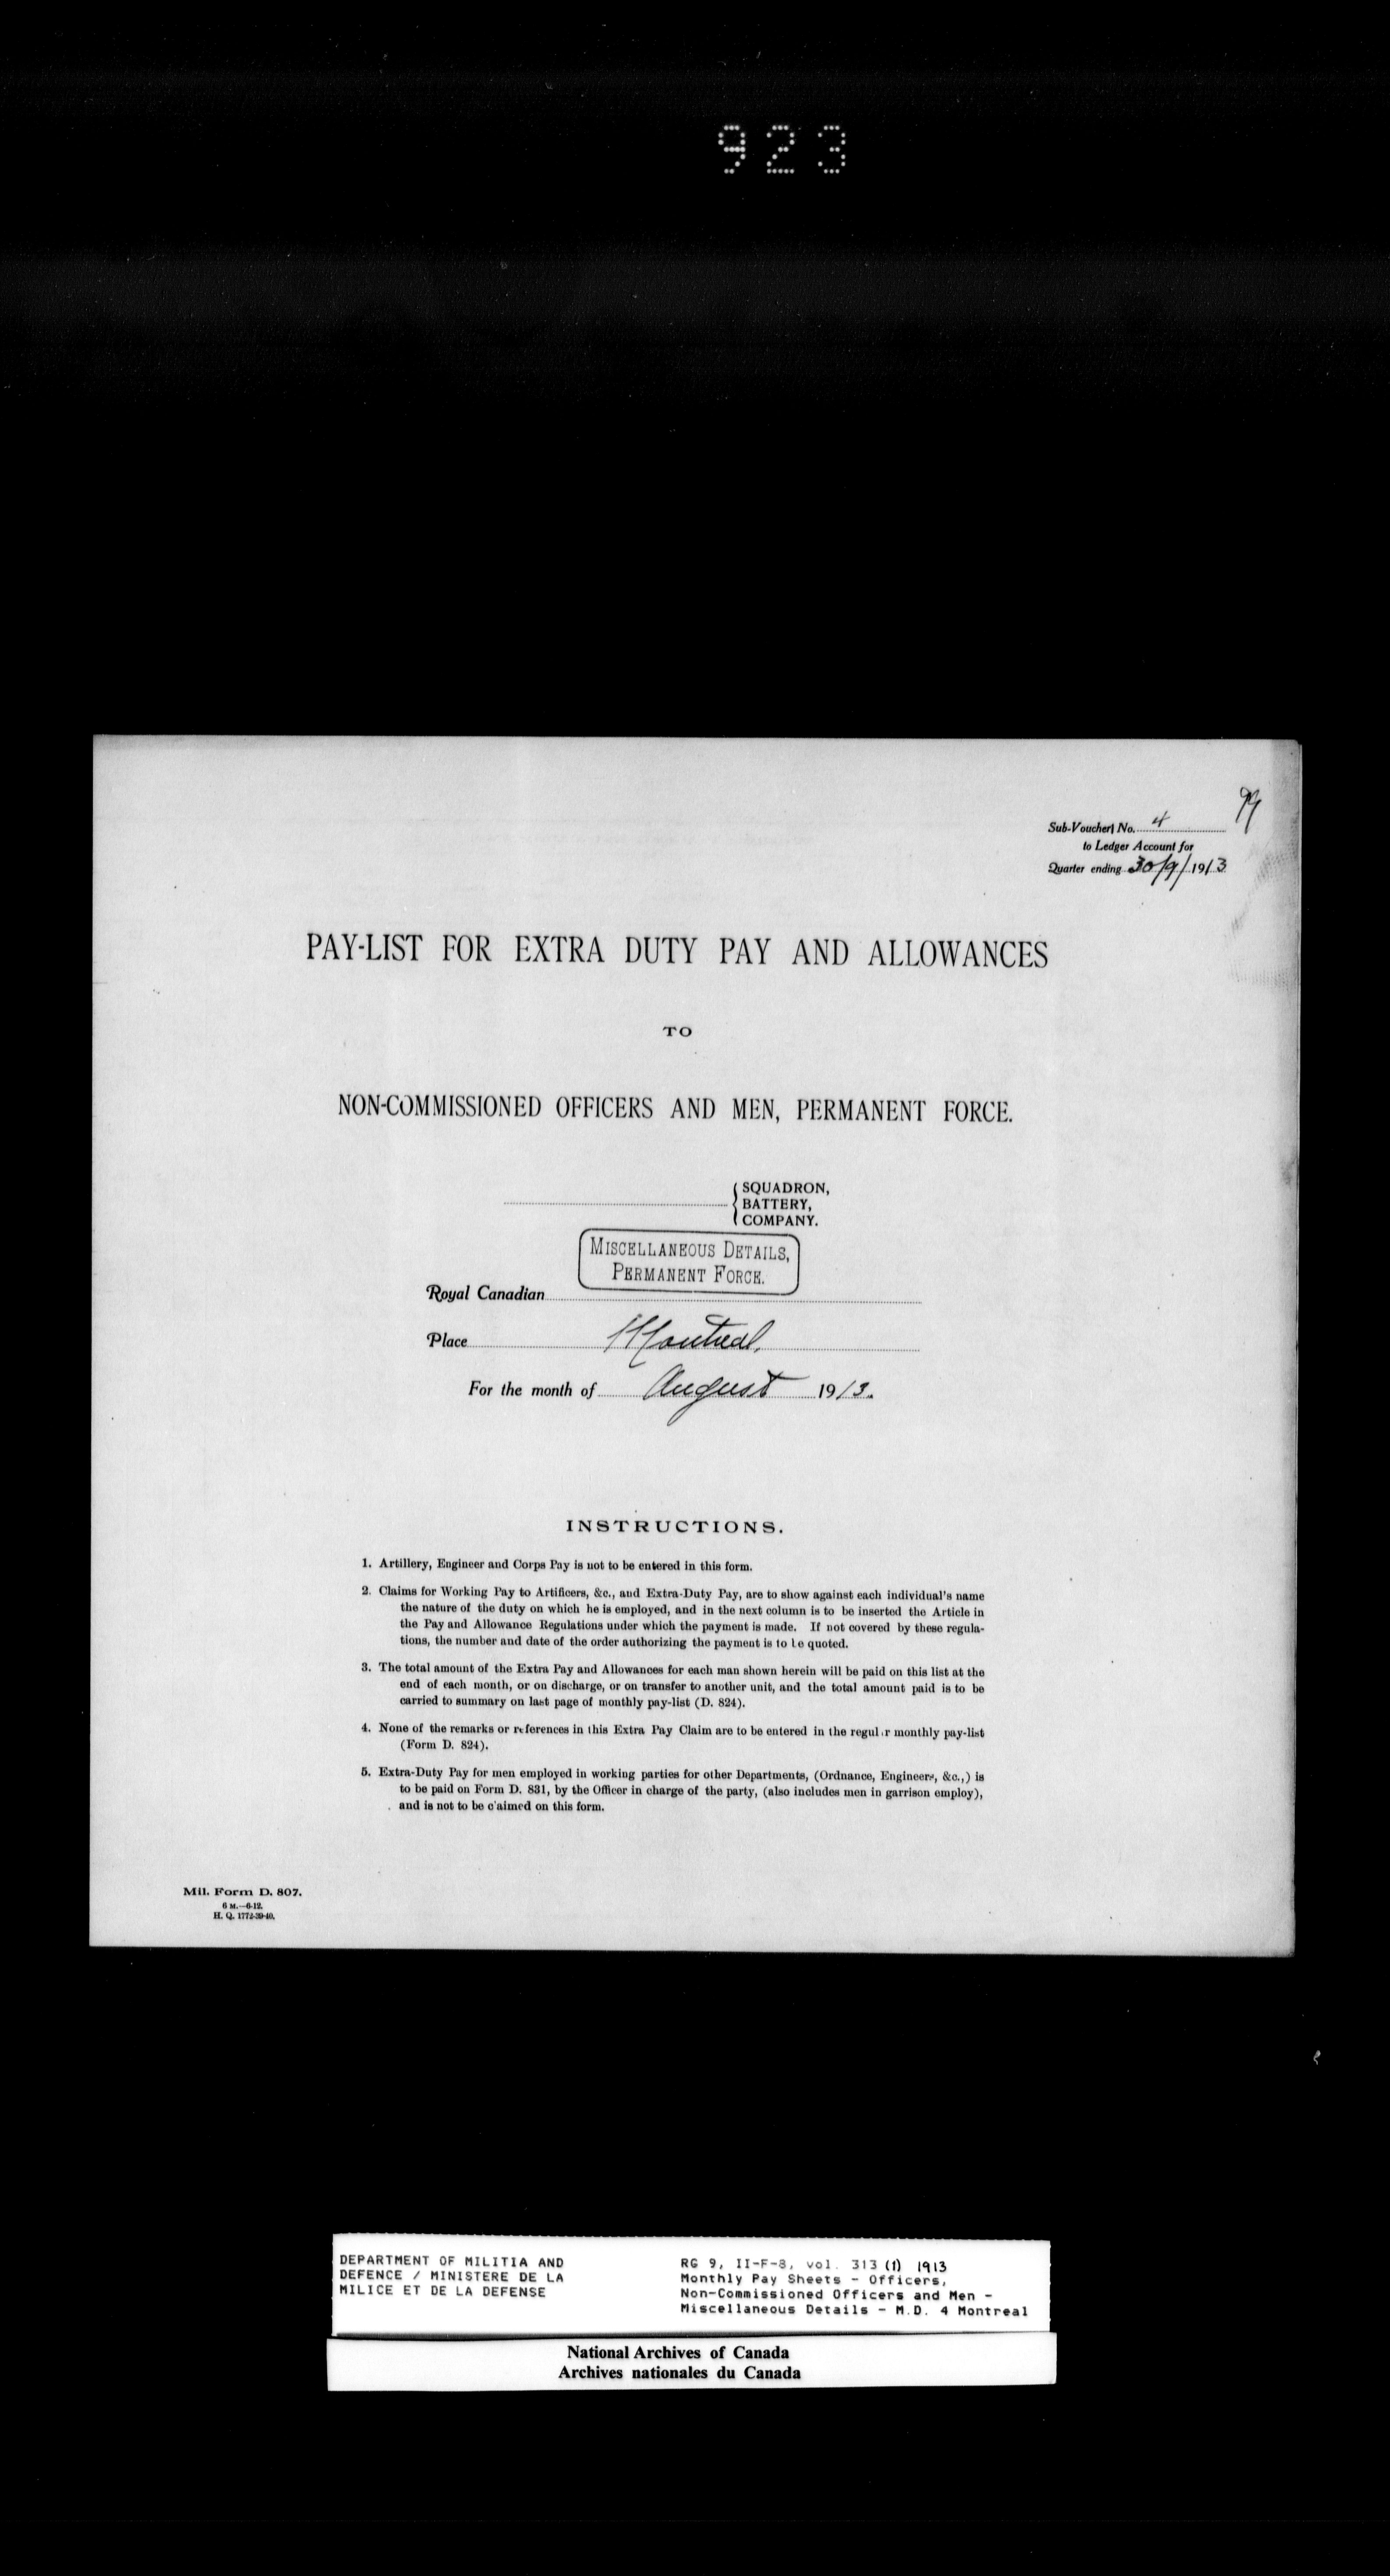 923
Sub-Voucher No. 4
to Ledger Account for
Quarter ending 30/9/1913
PAY-LIST FOR EXTRA DUTY PAY AND ALLOWANCES
TO
NON-COMMISSIONED OFFICERS AND MEN, PERMANENT FORCE.
SQUADRON,
BATTERY,
COMPANY.
MISCELLANEOUS DETAILS,
PERMANENT FORCE.
Royal Canadian
Place Montreal.
For the month of August 1913.
INSTRUCTIONS.
1. Artillery, Engineer and Corps Pay is not to be entered in this form.
2. Claims for Working Pay to Artificers, &c., and Extra-Duty Pay, are to show against each individual's name
the nature of the duty on which he is employed, and in the next column is to be inserted the Article in
the Pay and Allowance Regulations under which the payment is made. If not covered by these regula-
tions, the number and date of the order authorizing the payment is to be quoted.
3. The total amount of the Extra Pay and Allowances for each man shown herein will be paid on this list at the
end of each month, or on discharge, or on transfer to another unit, and the total amount paid is to be
carried to summary on last page of monthly pay-list (D. 824).
4. None of the remarks or references in this Extra Pay Claim are to be entered in the regular monthly pay-list
(Form D. 824).
5. Extra-Duty Pay for men employed in working parties for other Departments, (Ordnance, Engineers, &c.,) is
to be paid on Form D. 831, by the Officer in charge of the party, (also includes men in garrison employ),
and is not to be claimed on this form.
Mil. Form D. 807.
6 M.—6-12.
H. Q. 1772-39-40.
DEPARTMENT OF MILITIA AND
DEFENCE / MINISTERE DE LA
MILICE ET DE LA DEFENSE
RG 9, II-F-8, vol. 313 (1) 1913
Monthly Pay Sheets - Officers,
Non-Commissioned Officers and Men -
Miscellaneous Details - M.D. 4 Montreal
National Archives of Canada
Archives nationales du Canada